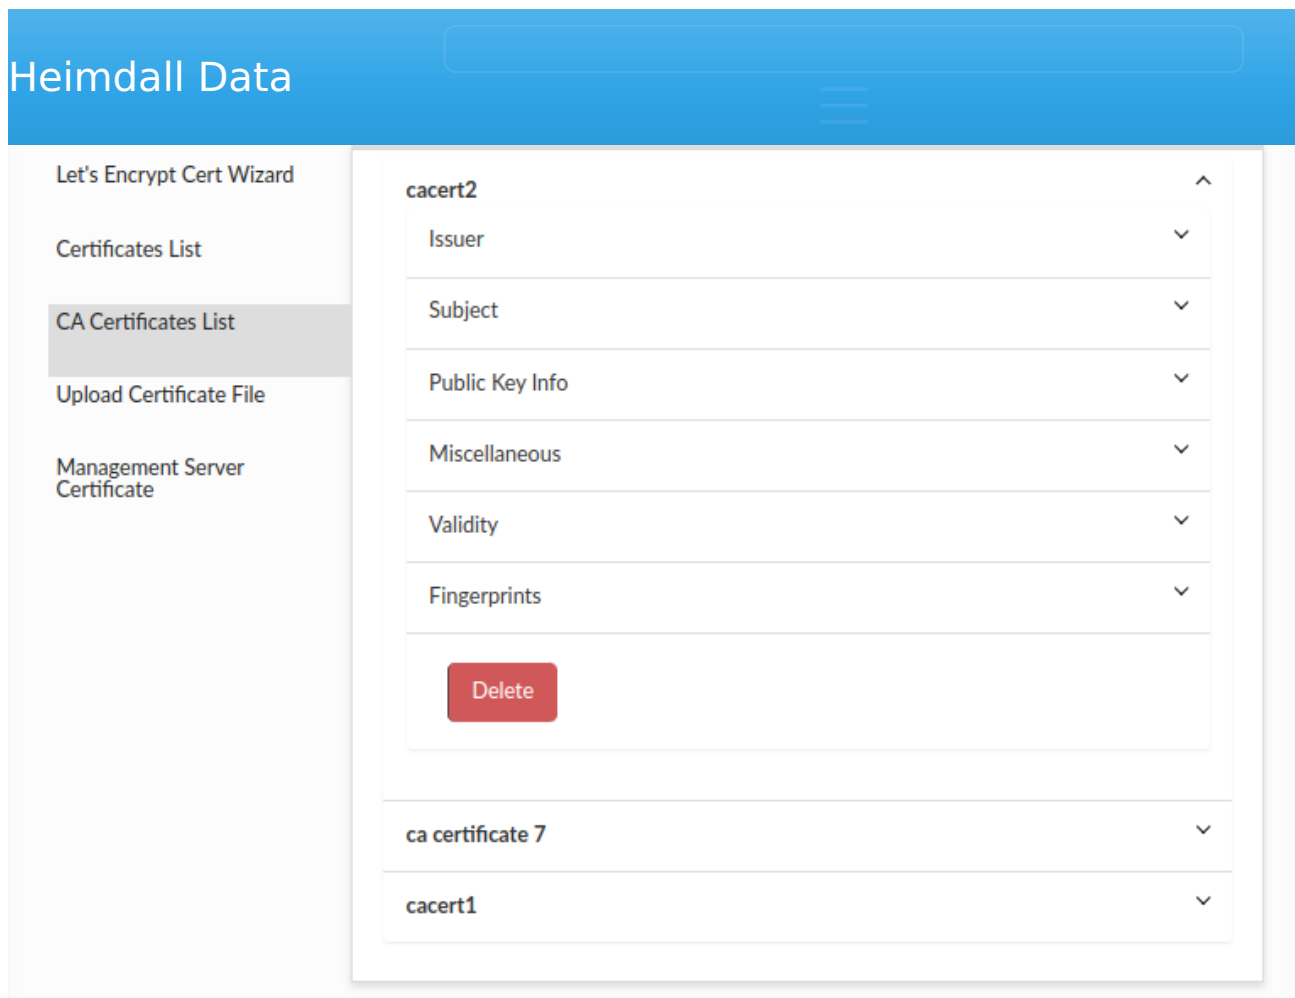 Heimdall Data
Let's Encrypt Cert Wizard
Certificates List
CA Certificates List
Upload Certificate File
Management Server
Certificate
cacert2
Issuer
Subject
Public Key Info
Miscellaneous
Validity
Fingerprints
Delete
ca certificate 7
cacert1